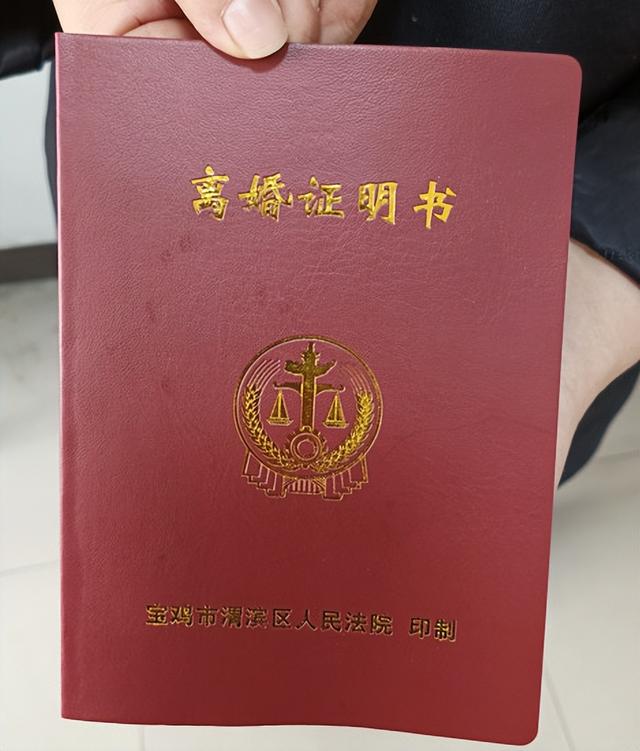 离婚证明书
宝鸡市渭滨区人民法院 印制